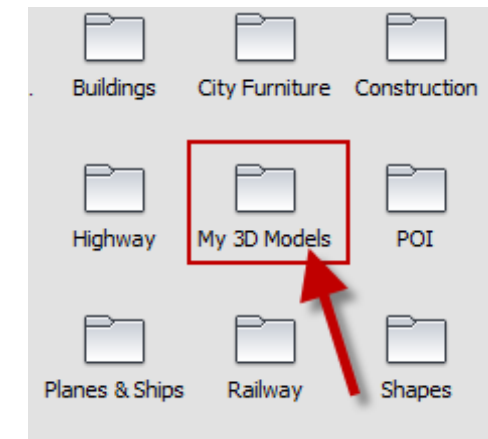 Buildings
City Furniture
Construction
Highway
My 3D Models
POI
Planes & Ships
Railway
Shapes